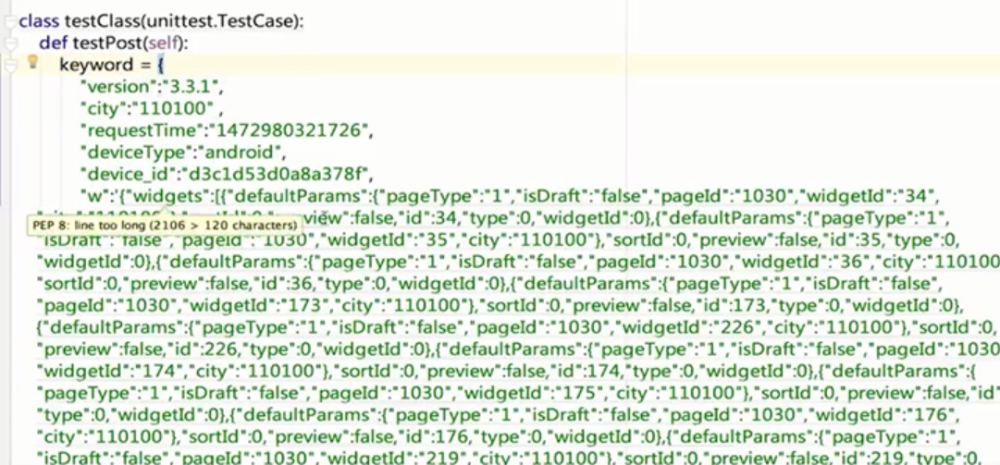 class testClass(unittest.TestCase):
def testPost(self):
keyword = {
"version":"3.3.1",
"city":"110100" ,
"requestTime":"1472980321726",
"deviceType":"android",
"device_id":"d3c1d53d0a8a378f",
"w":'{"widgets":[{"defaultParams":{"pageType":"1","isDraft":"false","pageId":"1030","widgetId":"34",
view":false,"id":34,"type":0,"widgetId":0},{"defaultParams":{"pageType":"1",
PEP 8: line too long (2106 > 120 characters)
"isDraft":"false","pageId":"1030","widgetId":"35","city":"110100"},"sortId":0,"preview":false,"id":35,"type":0,
"widgetId":0},{"defaultParams":{"pageType":"1","isDraft":"false","pageId":"1030","widgetId":"36","city":"110100
"sortId":0,"preview":false,"id":36,"type":0,"widgetId":0},{"defaultParams":{"pageType":"1","isDraft":"false",
"pageId":"1030","widgetId":"173","city":"110100"},"sortId":0,"preview":false,"id":173,"type":0,"widgetId":0},
{"defaultParams":{"pageType":"1","isDraft":"false","pageId":"1030","widgetId":"226","city":"110100"},"sortId":0,
"preview":false,"id":226,"type":0,"widgetId":0},{"defaultParams":{"pageType":"1","isDraft":"false","pageId":"1030
"widgetId":"174","city":"110100"},"sortId":0,"preview":false,"id":174,"type":0,"widgetId":0},{"defaultParams":{
"pageType":"1","isDraft":"false","pageId":"1030","widgetId":"175","city":"110100"},"sortId":0,"preview":false,"id"
"type":0,"widgetId":0},{"defaultParams":{"pageType":"1","isDraft":"false","pageId":"1030","widgetId":"176",
"city":"110100"},"sortId":0,"preview":false,"id":176,"type":0,"widgetId":0},{"defaultParams":{"pageType":"1",
"isDraft":"false","pageId":"1030","widgetId":"219","city":"110100"},"sortId":0,"preview":false,"id":219,"type":0,